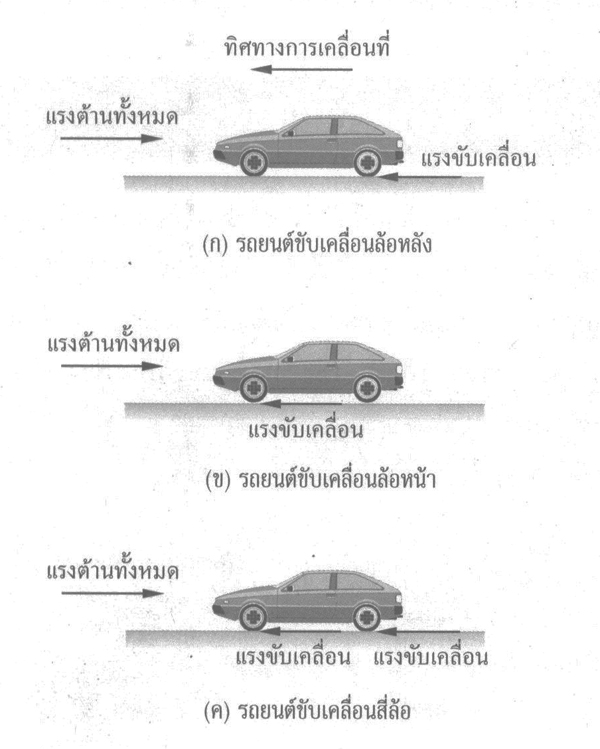 ทิศทางการเคลื่อนที่
แรงต้านทั้งหมด
แรงขับเคลื่อน
(ก) รถยนต์ขับเคลื่อนล้อหลัง
แรงต้านทั้งหมด
แรงขับเคลื่อน
(ข) รถยนต์ขับเคลื่อนล้อหน้า
แรงต้านทั้งหมด
แรงขับเคลื่อน แรงขับเคลื่อน
(ค) รถยนต์ขับเคลื่อนสี่ล้อ